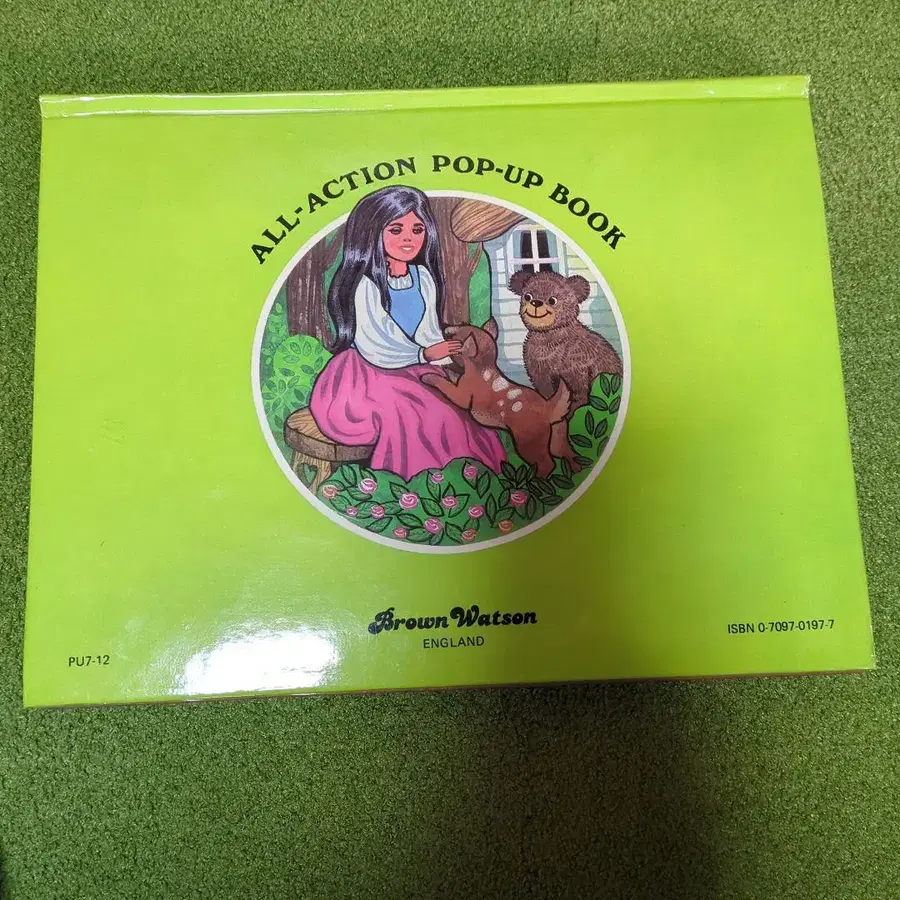 ALL-ACTION POP-UP BOOK
Brown Watson
ENGLAND
PU7-12
ISBN 0-7097-0197-7